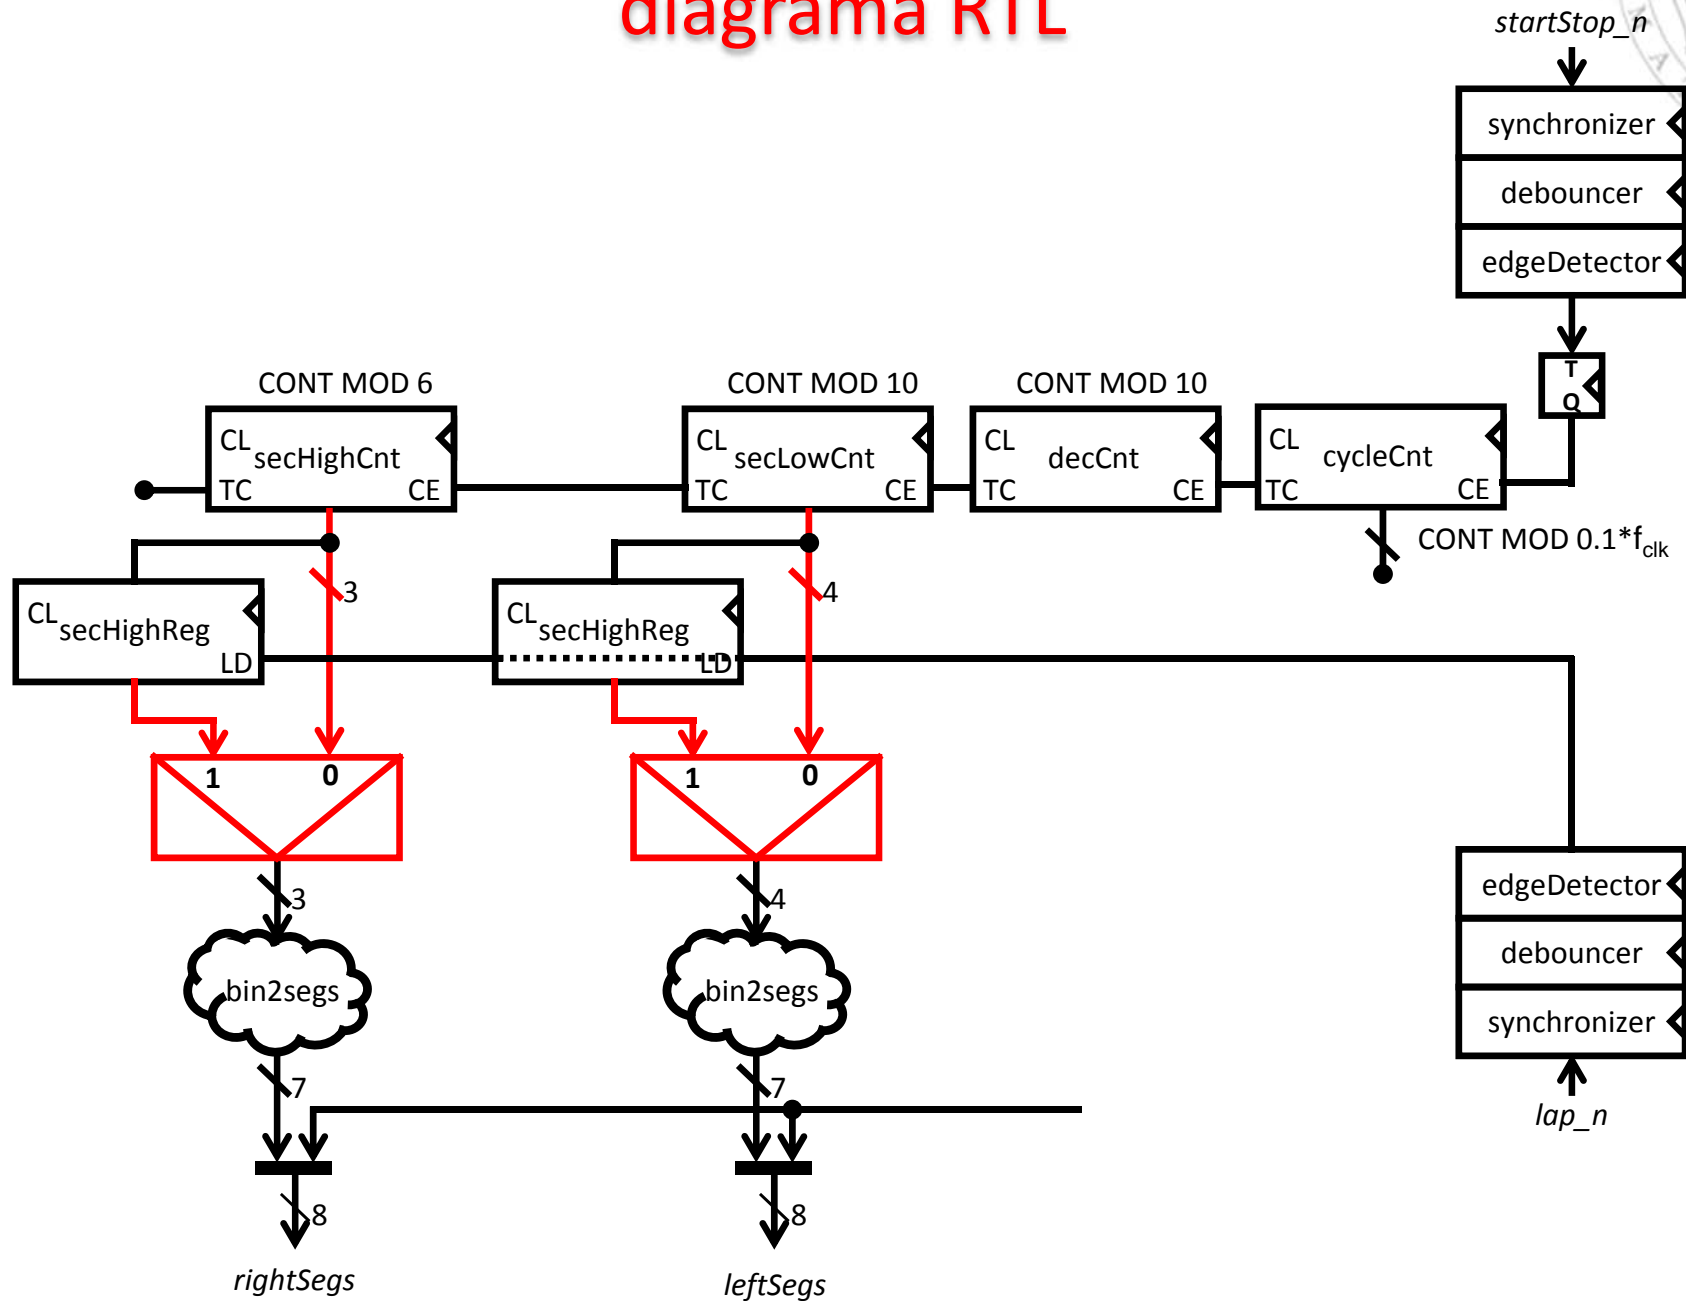 diagrama RTL
startStop_n
synchronizer
debouncer
edgeDetector
T
Q
CONT MOD 6
CONT MOD 10
CONT MOD 10
CL
secHighCnt
TC
CE
CL
secLowCnt
TC
CE
CL
decCnt
TC
CE
CL
cycleCnt
TC
CE
CONT MOD 0.1*fclk
3
4
CL
secHighReg
LD
CL
secHighReg
LD
1
0
1
0
3
4
bin2segs
bin2segs
edgeDetector
debouncer
synchronizer
lap_n
7
7
8
8
rightSegs
leftSegs